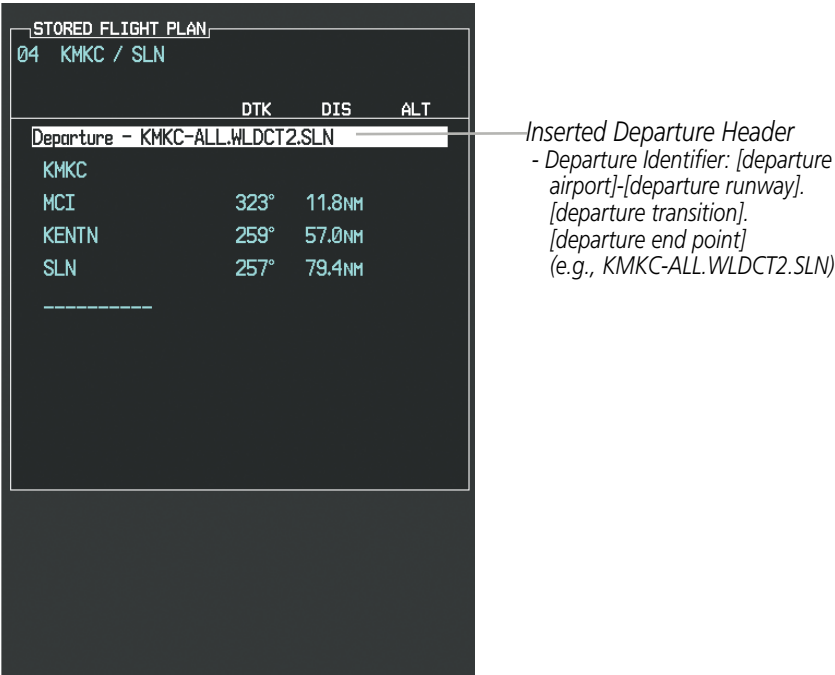 STORED FLIGHT PLAN
04 KMKC / SLN
DTK DIS ALT
Departure - KMKC-ALL.WLDCT2.SLN
KMKC
MCI 323° 11.8NM
KENTN 259° 57.0NM
SLN 257° 79.4NM
__________
Inserted Departure Header
- Departure Identifier: [departure
airport]-[departure runway].
[departure transition].
[departure end point]
(e.g., KMKC-ALL.WLDCT2.SLN)